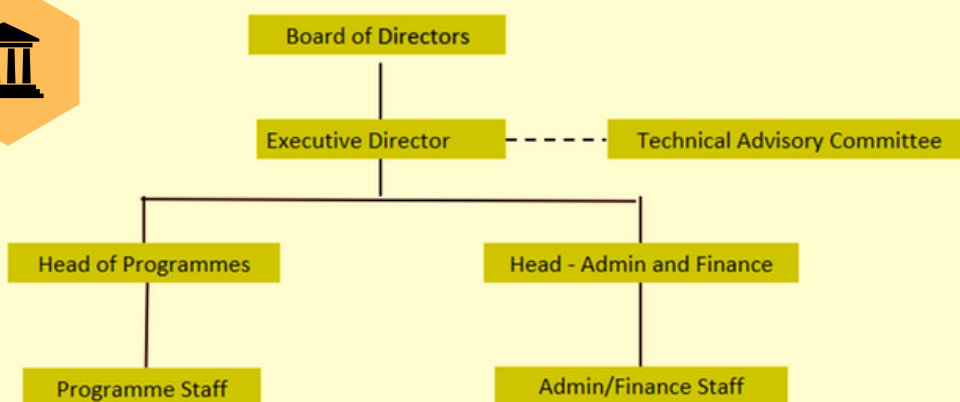 Board of Directors
Executive Director
Technical Advisory Committee
Head of Programmes
Head - Admin and Finance
Programme Staff
Admin/Finance Staff